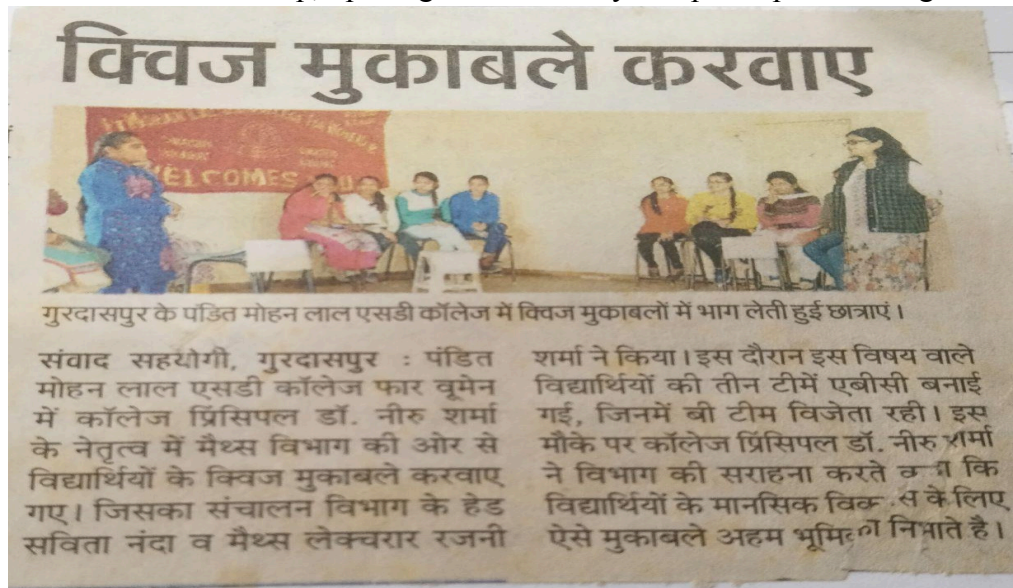 क्विज मुकाबले करवाए
WELCOMES YOU
गुरदासपुर के पंडित मोहन लाल एसडी कॉलेज में क्विज मुकाबलों में भाग लेती हुई छात्राएं।
संवाद सहयोगी, गुरदासपुर : पंडित
मोहन लाल एसडी कॉलेज फार वूमेन
में कॉलेज प्रिंसिपल डॉ. नीरु शर्मा
के नेतृत्व में मैथ्स विभाग की ओर से
विद्यार्थियों के क्विज मुकाबले करवाए
गए। जिसका संचालन विभाग के हेड
सविता नंदा व मैथ्स लेक्चरार रजनी
शर्मा ने किया। इस दौरान इस विषय वाले
विद्यार्थियों की तीन टीमें एबीसी बनाई
गई, जिनमें बी टीम विजेता रही। इस
मौके पर कॉलेज प्रिंसिपल डॉ. नीरु शर्मा
ने विभाग की सराहना करते कि
विद्यार्थियों के मानसिक के लिए
ऐसे मुकाबले अहम भूमिका निभाते है।